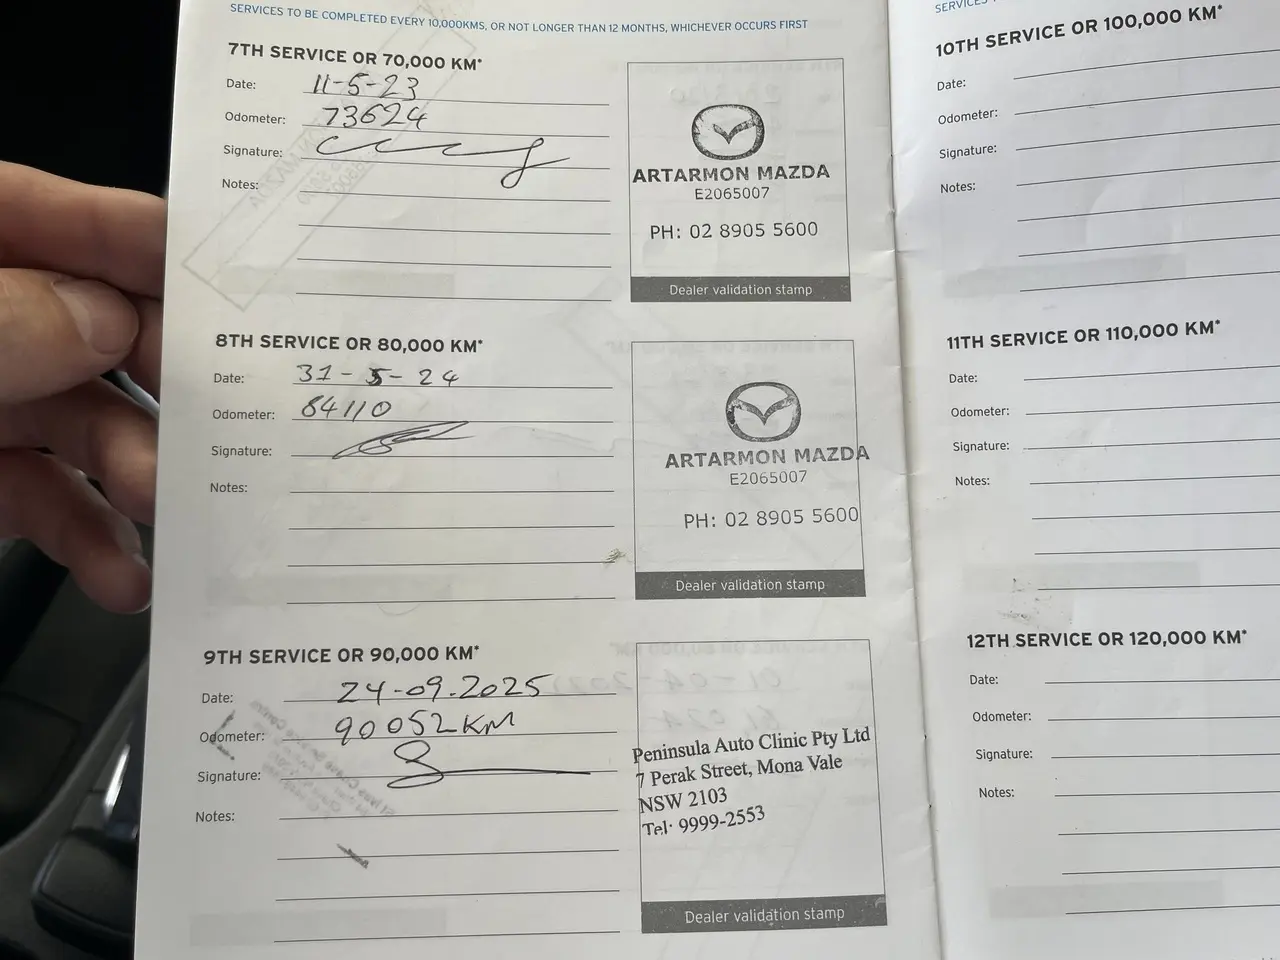 SERVICES TO BE COMPLETED EVERY 10,000KMS, OR NOT LONGER THAN 12 MONTHS, WHICHEVER OCCURS FIRST
7TH SERVICE OR 70,000 KM*
Date: 11-5-23
Odometer: 73624
Signature:
Notes:
ARTARMON MAZDA
E2065007
PH: 02 8905 5600
Dealer validation stamp
8TH SERVICE OR 80,000 KM*
Date: 31-5-24
Odometer: 84110
Signature:
Notes:
ARTARMON MAZDA
E2065007
PH: 02 8905 5600
Dealer validation stamp
9TH SERVICE OR 90,000 KM*
Date: 24-09-2025
Odometer: 90052KM
Signature:
Notes:
Peninsula Auto Clinic Pty Ltd
7 Perak Street, Mona Vale
NSW 2103
Tel: 9999-2553
Dealer validation stamp
SERVICES
10TH SERVICE OR 100,000 KM*
Date:
Odometer:
Signature:
Notes:
11TH SERVICE OR 110,000 KM*
Date:
Odometer:
Signature:
Notes:
12TH SERVICE OR 120,000 KM*
Date:
Odometer:
Signature:
Notes: